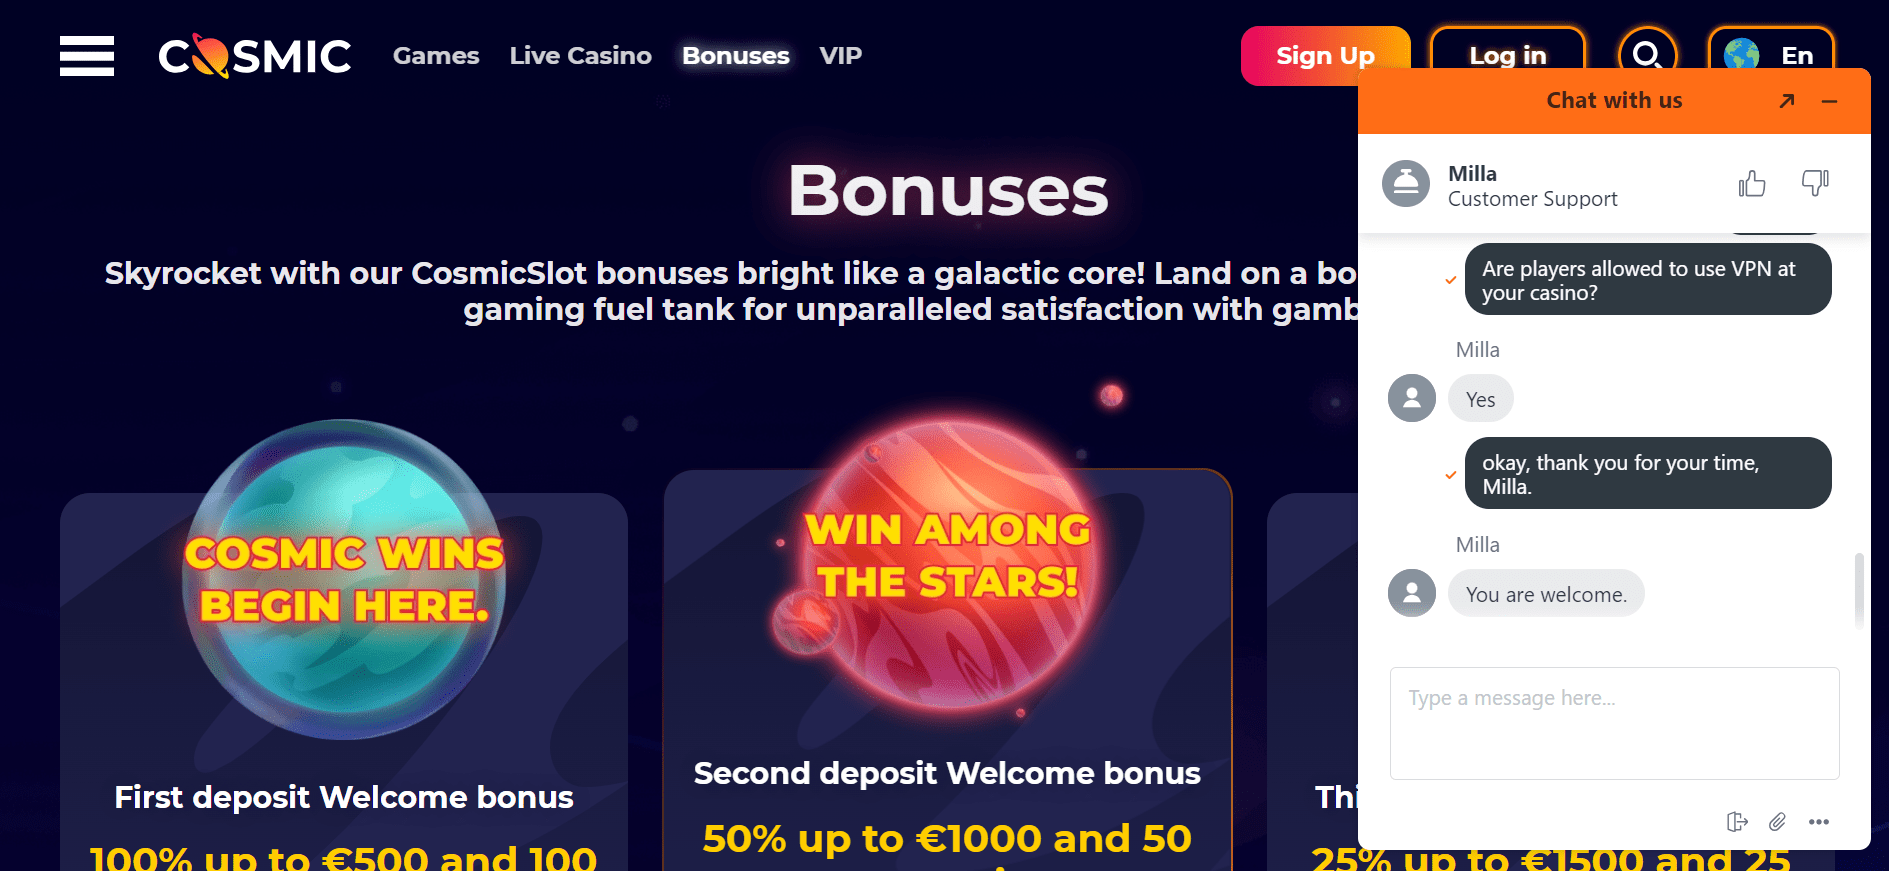 COSMIC
Games
Live Casino
Bonuses
VIP
Sign Up
Log in
En
Bonuses
Skyrocket with our CosmicSlot bonuses bright like a galactic core! Land on a bo
gaming fuel tank for unparalleled satisfaction with gamb
COSMIC WINS
BEGIN HERE.
First deposit Welcome bonus
100% up to €500 and 100
WIN AMONG
THE STARS!
Second deposit Welcome bonus
50% up to €1000 and 50
Thi
25% up to €1500 and 25
Chat with us
Milla
Customer Support
Are players allowed to use VPN at
your casino?
Milla
Yes
okay, thank you for your time,
Milla.
Milla
You are welcome.
Type a message here...